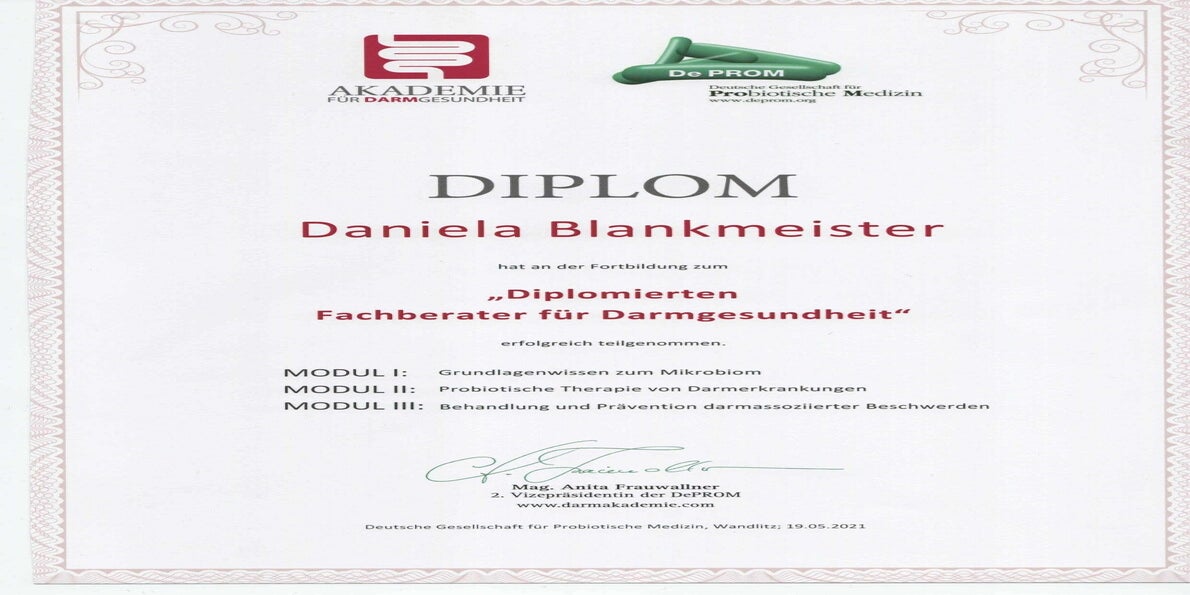 AKADEMIE
FÜR DARMGESUNDHEIT
De PROM
Deutsche Gesellschaft für
Probiotische Medizin
www.deprom.org
DIPLOM
Daniela Blankmeister
hat an der Fortbildung zum
„Diplomierten
Fachberater für Darmgesundheit“
erfolgreich teilgenommen.
MODUL I: Grundlagenwissen zum Mikrobiom
MODUL II: Probiotische Therapie von Darmerkrankungen
MODUL III: Behandlung und Prävention darmassoziierter Beschwerden
Mag. Anita Frauwallner
2. Vizepräsidentin der DePROM
www.darmakademie.com
Deutsche Gesellschaft für Probiotische Medizin, Wandlitz; 19.05.2021